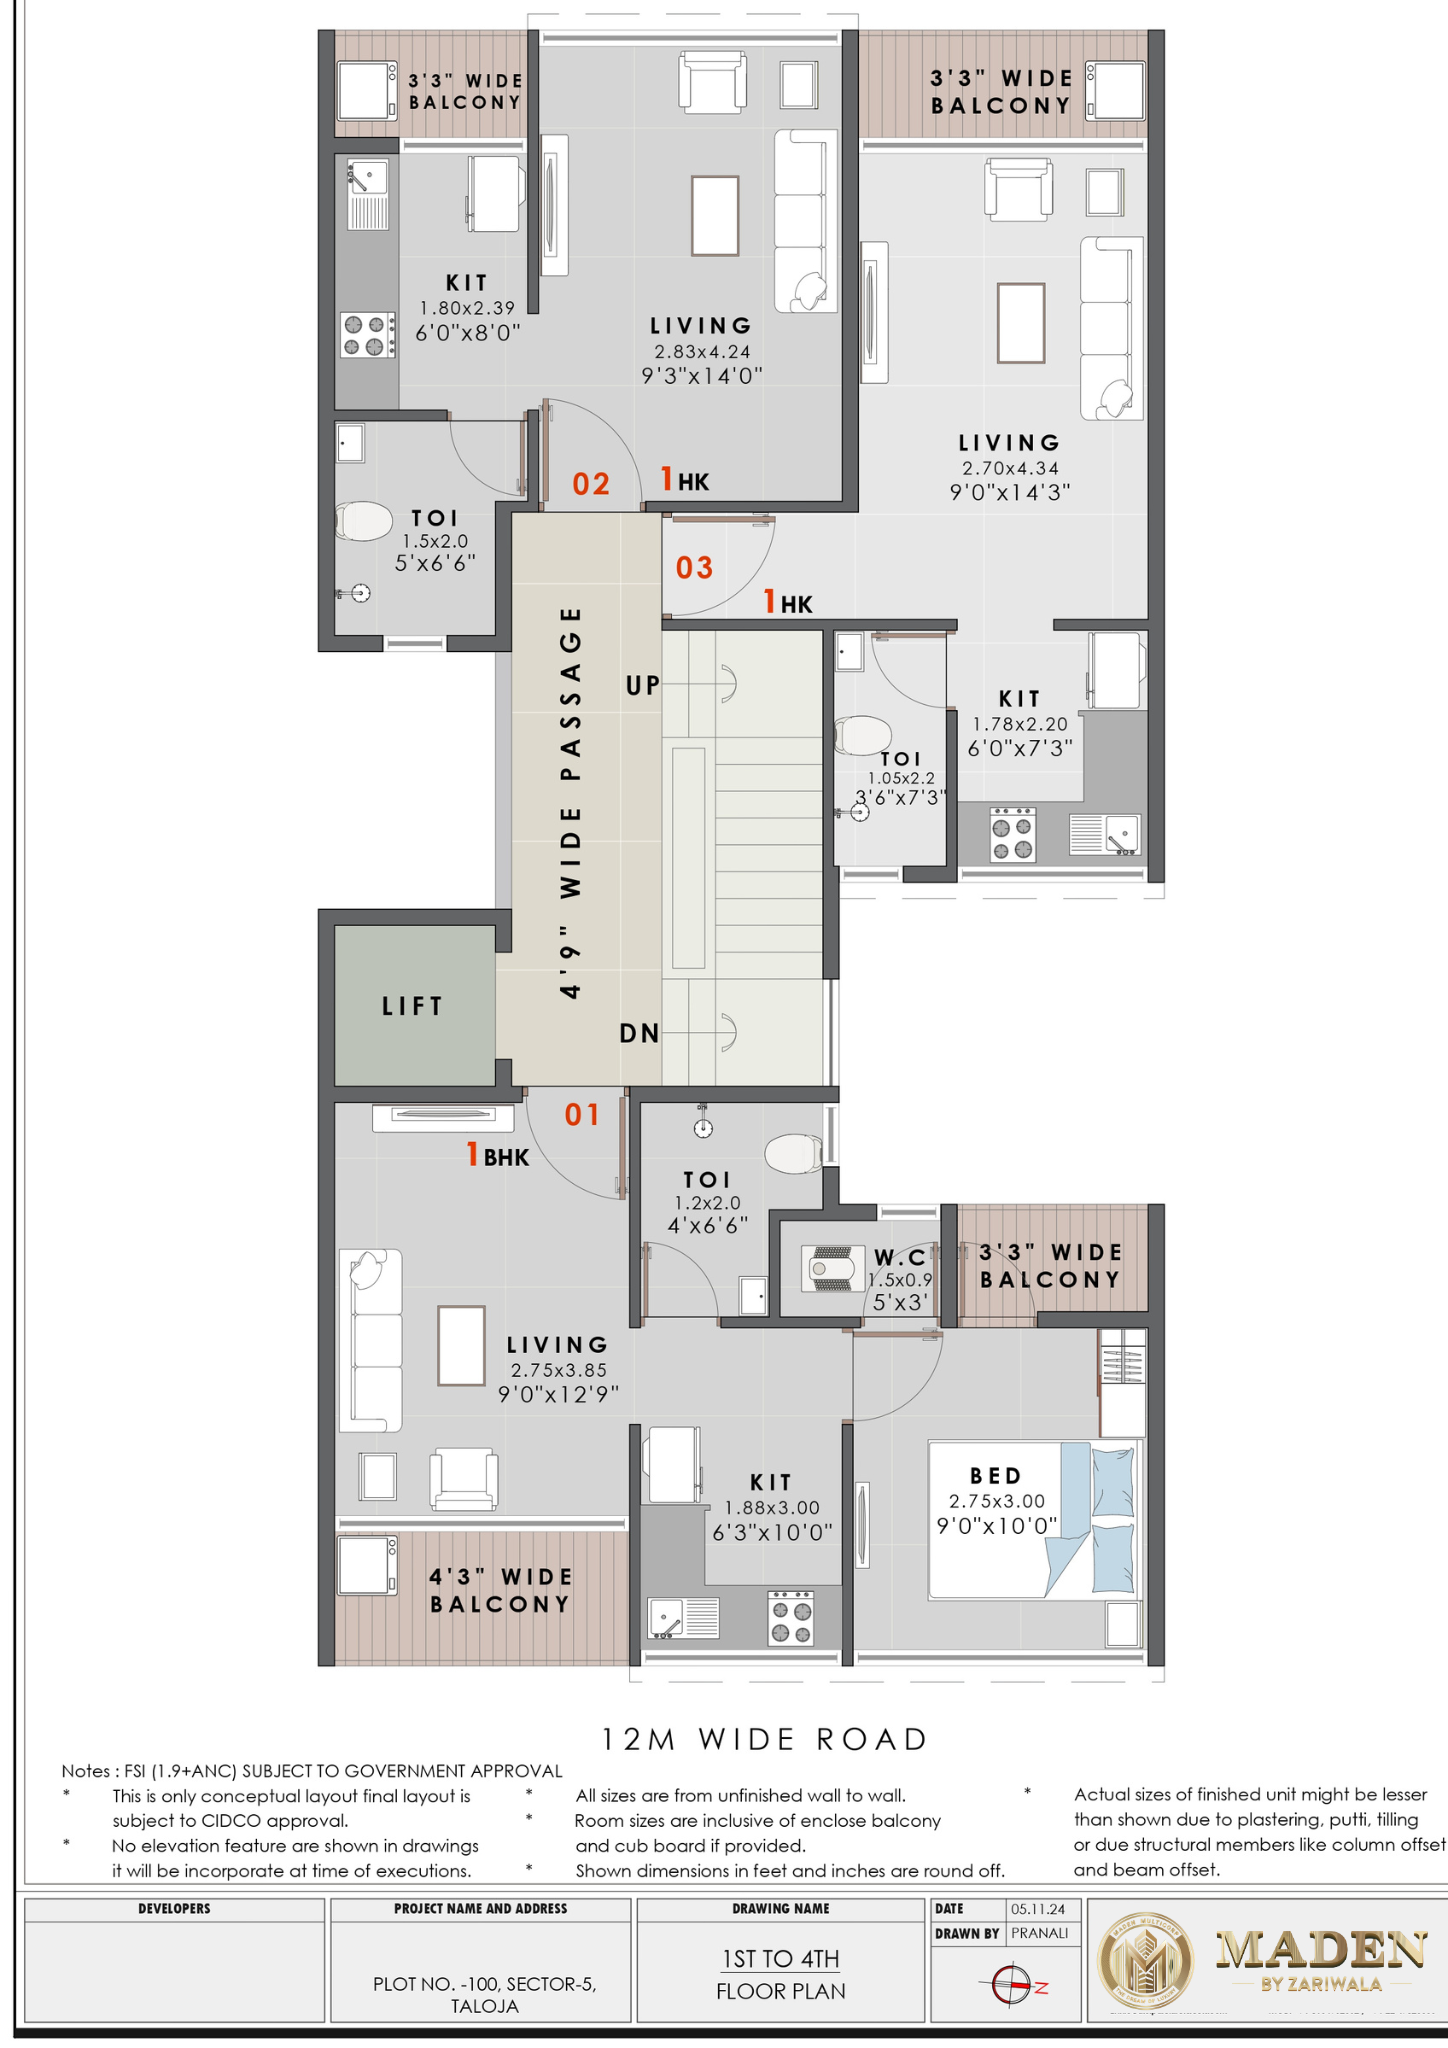 3'3" WIDE
BALCONY
3'3" WIDE
BALCONY
KIT
1.80x2.39
6'0"x8'0"
LIVING
2.83x4.24
9'3"x14'0"
LIVING
2.70x4.34
9'0"x14'3"
02
1 HK
TOI
1.5x2.0
5'x6'6"
03
1 HK
4'9" WIDE PASSAGE
UP
KIT
1.78x2.20
6'0"x7'3"
TOI
1.05x2.2
3'6"x7'3"
LIFT
DN
01
1 BHK
TOI
1.2x2.0
4'x6'6"
W.C
1.5x0.9
5'x3'
3'3" WIDE
BALCONY
LIVING
2.75x3.85
9'0"x12'9"
KIT
1.88x3.00
6'3"x10'0"
BED
2.75x3.00
9'0"x10'0"
4'3" WIDE
BALCONY
12M WIDE ROAD
Notes : FSI (1.9+ANC) SUBJECT TO GOVERNMENT APPROVAL
* This is only conceptual layout final layout is
subject to CIDCO approval.
* No elevation feature are shown in drawings
it will be incorporate at time of executions.
* All sizes are from unfinished wall to wall.
* Room sizes are inclusive of enclose balcony
and cub board if provided.
* Shown dimensions in feet and inches are round off.
* Actual sizes of finished unit might be lesser
than shown due to plastering, putti, tilling
or due structural members like column offset
and beam offset.
DEVELOPERS
PROJECT NAME AND ADDRESS
PLOT NO. -100, SECTOR-5,
TALOJA
DRAWING NAME
1ST TO 4TH
FLOOR PLAN
DATE 05.11.24
DRAWN BY PRANALI
N
MADEN MULTICORP
THE DREAM OF LUXURY
MADEN
BY ZARIWALA